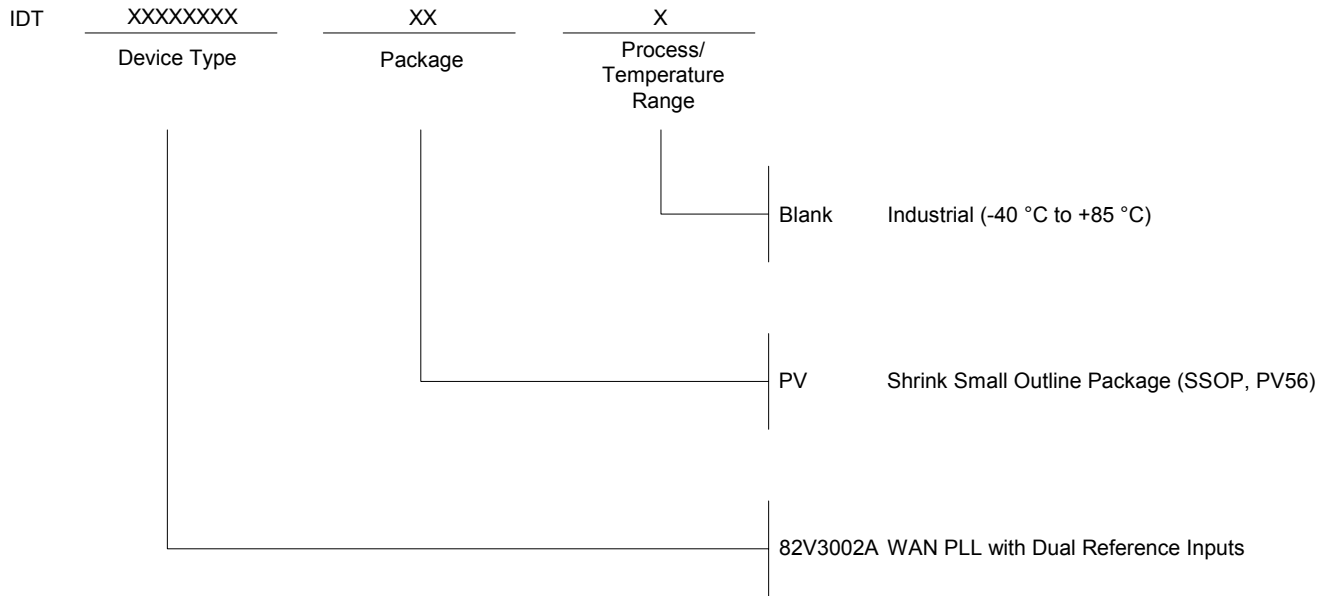 IDT XXXXXXXX XX X
Device Type Package Process/
Temperature
Range
Blank Industrial (-40 °C to +85 °C)
PV Shrink Small Outline Package (SSOP, PV56)
82V3002A WAN PLL with Dual Reference Inputs